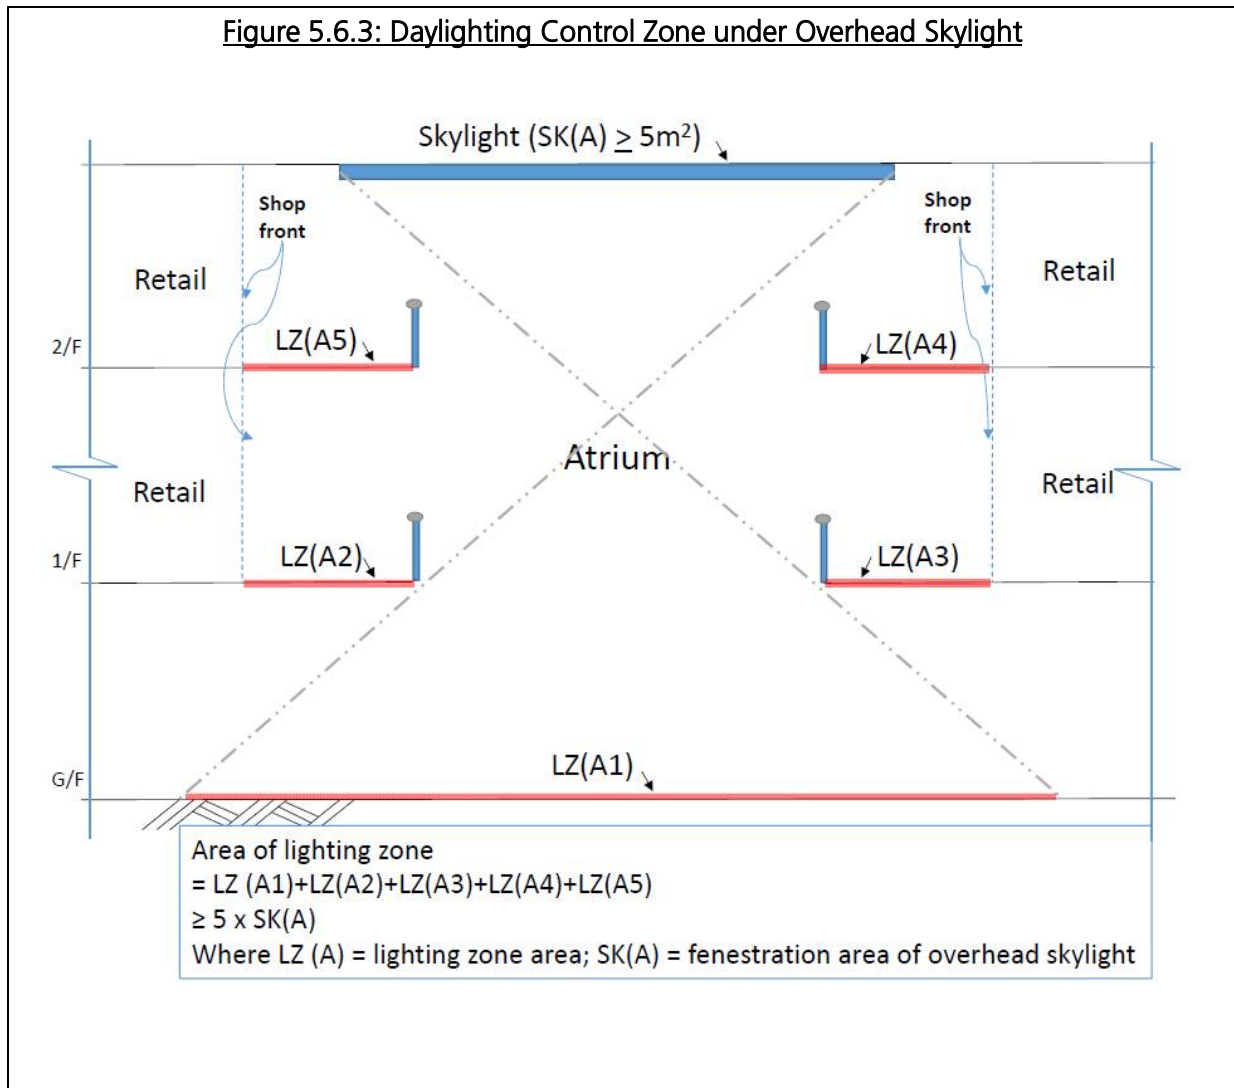 Figure 5.6.3: Daylighting Control Zone under Overhead Skylight
Skylight (SK(A) ≥ 5m²)
Shop
front
Shop
front
Retail
Retail
2/F
LZ(A5)
LZ(A4)
Atrium
Retail
Retail
1/F
LZ(A2)
LZ(A3)
G/F
LZ(A1)
Area of lighting zone
= LZ (A1)+LZ(A2)+LZ(A3)+LZ(A4)+LZ(A5)
≥ 5 x SK(A)
Where LZ (A) = lighting zone area; SK(A) = fenestration area of overhead skylight